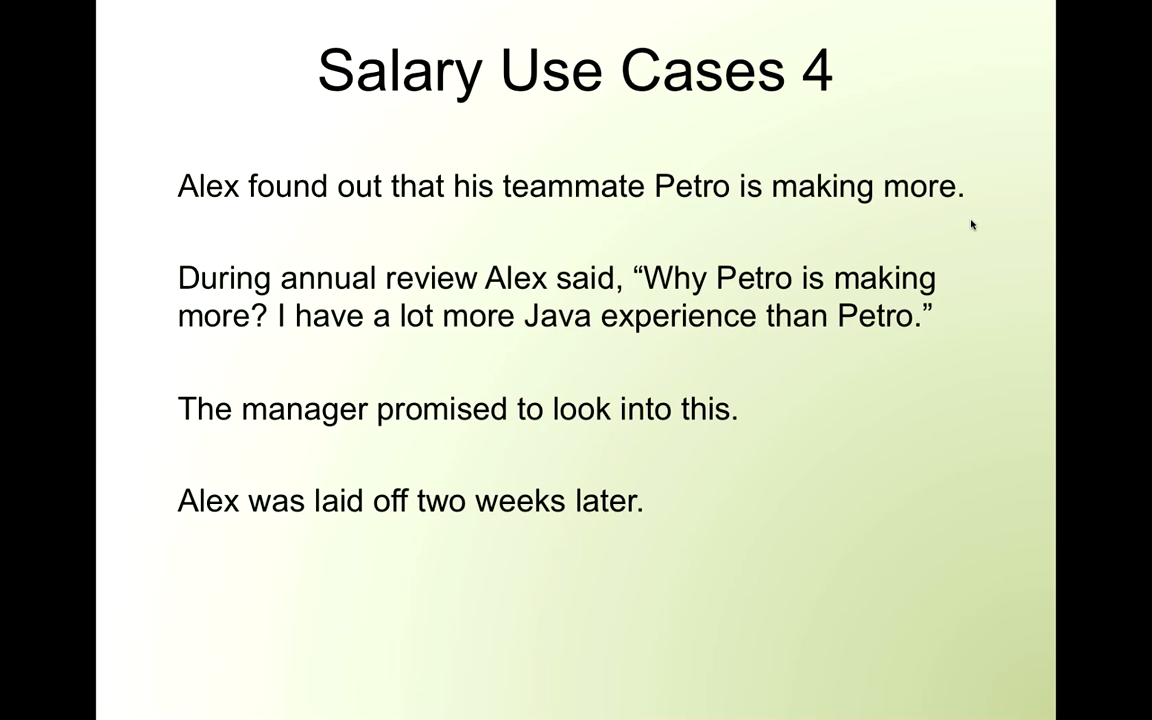 Salary Use Cases 4
Alex found out that his teammate Petro is making more.
During annual review Alex said, “Why Petro is making
more? I have a lot more Java experience than Petro.”
The manager promised to look into this.
Alex was laid off two weeks later.